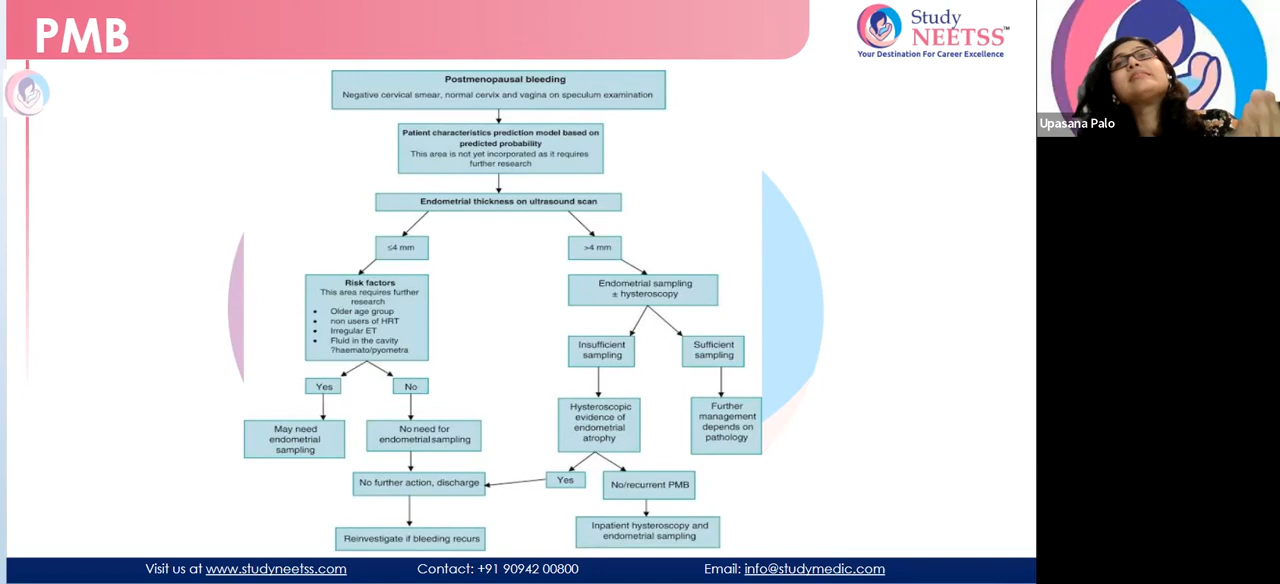 PMB
Study
NEETSS™
Your Destination For Career Excellence
Upasana Palo
Postmenopausal bleeding
Negative cervical smear, normal cervix and vagina on speculum examination
Patient characteristics prediction model based on
predicted probability
This area is not yet incorporated as it requires
further research
Endometrial thickness on ultrasound scan
≤4 mm
>4 mm
Risk factors
This area requires further
research
• Older age group
• non users of HRT
• Irregular ET
• Fluid in the cavity
?haemato/pyometra
Endometrial sampling
± hysteroscopy
Insufficient
sampling
Sufficient
sampling
Yes
No
May need
endometrial
sampling
No need for
endometrial sampling
Hysteroscopic
evidence of
endometrial
atrophy
Further
management
depends on
pathology
No further action, discharge
Yes
No/recurrent PMB
Reinvestigate if bleeding recurs
Inpatient hysteroscopy and
endometrial sampling
Visit us at www.studyneetss.com
Contact: +91 90942 00800
Email: info@studymedic.com